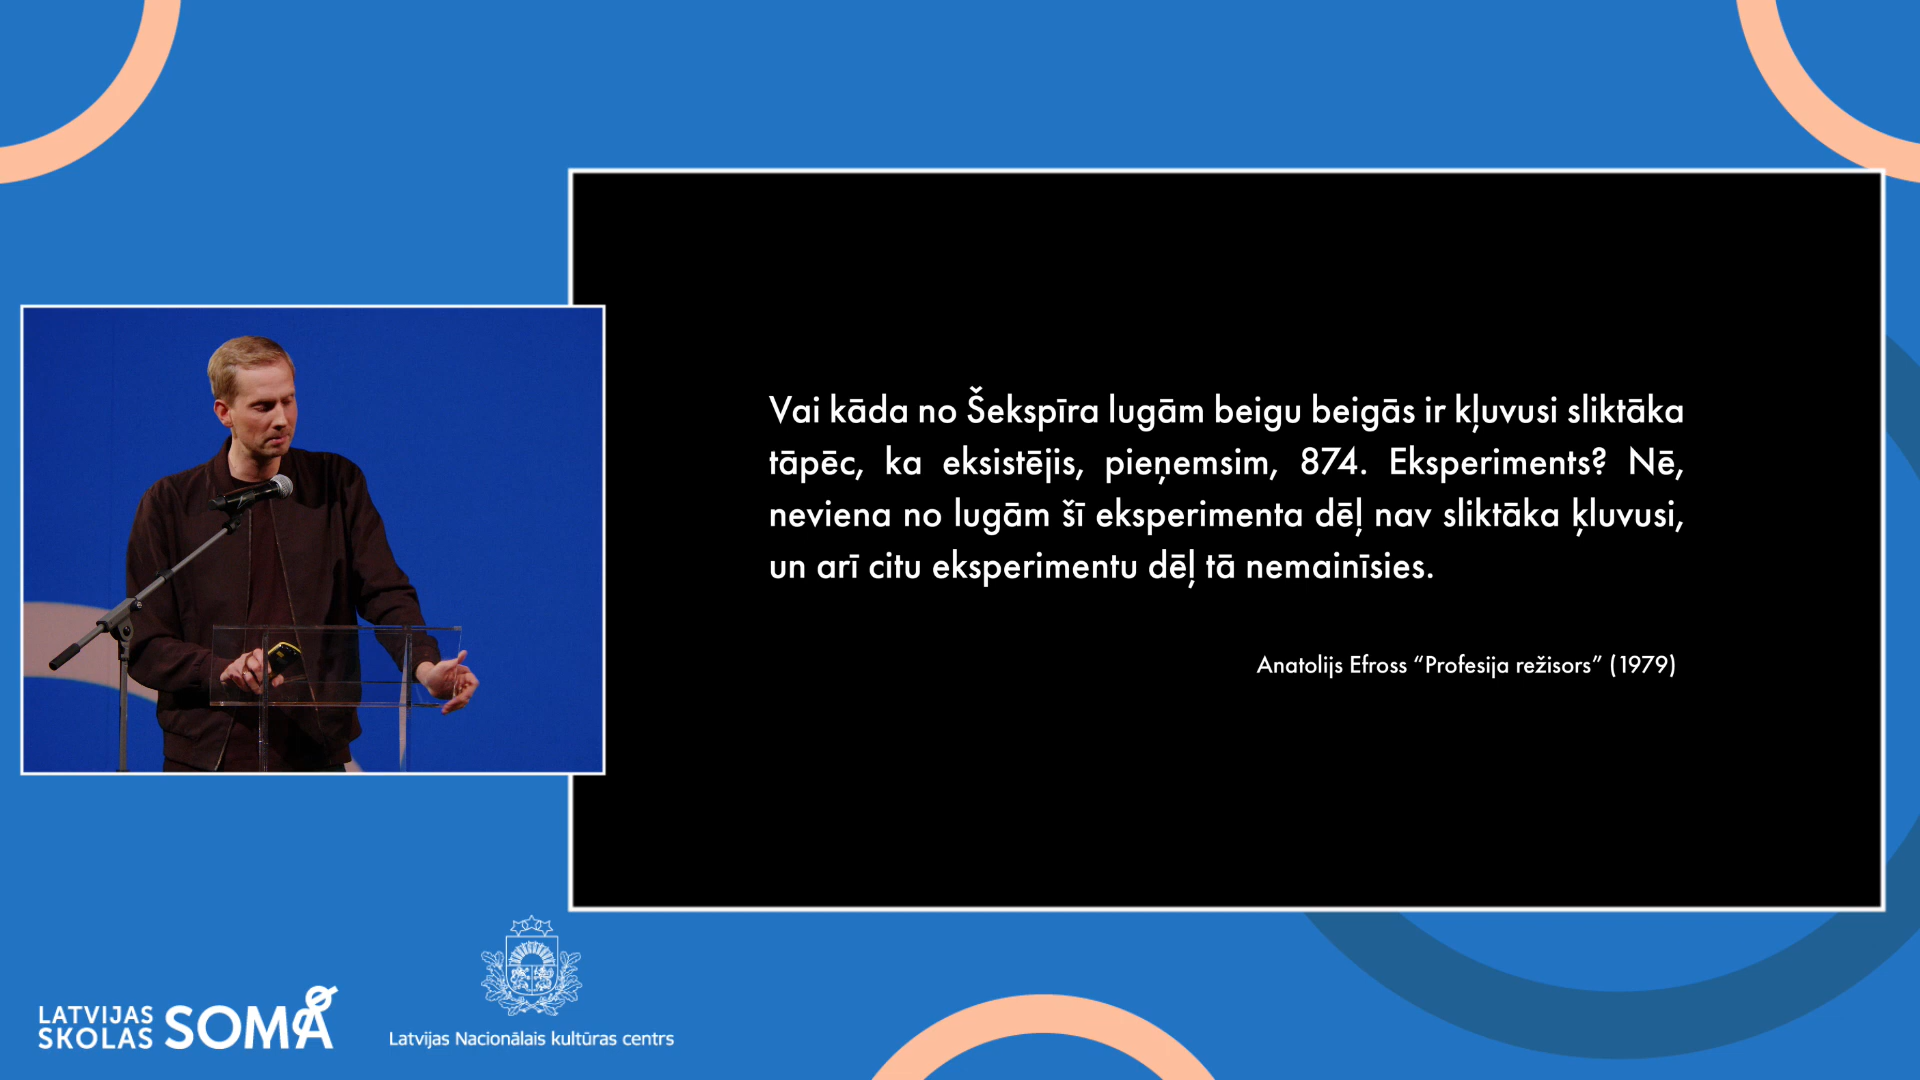 Vai kāda no Šekspīra lugām beigu beigās ir kļuvusi sliktāka
tāpēc, ka eksistējis, pieņemsim, 874. Eksperiments? Nē,
neviena no lugām šī eksperimenta dēļ nav sliktāka ķluvusi,
un arī citu eksperimentu dēļ tā nemainīsies.
Anatolijs Efross “Profesija režisors” (1979)
LATVIJAS
SKOLAS SOMA
Latvijas Nacionālais kultūras centrs